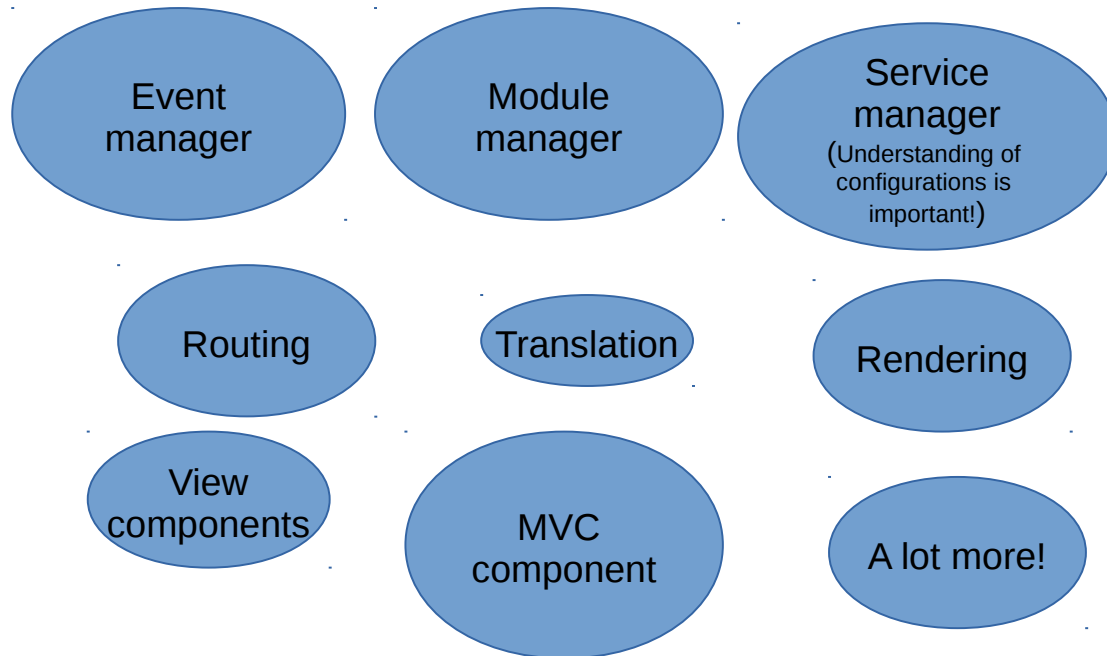 Event
manager
Module
manager
Service
manager
(Understanding of
configurations is
important!)
Routing
Translation
Rendering
View
components
MVC
component
A lot more!